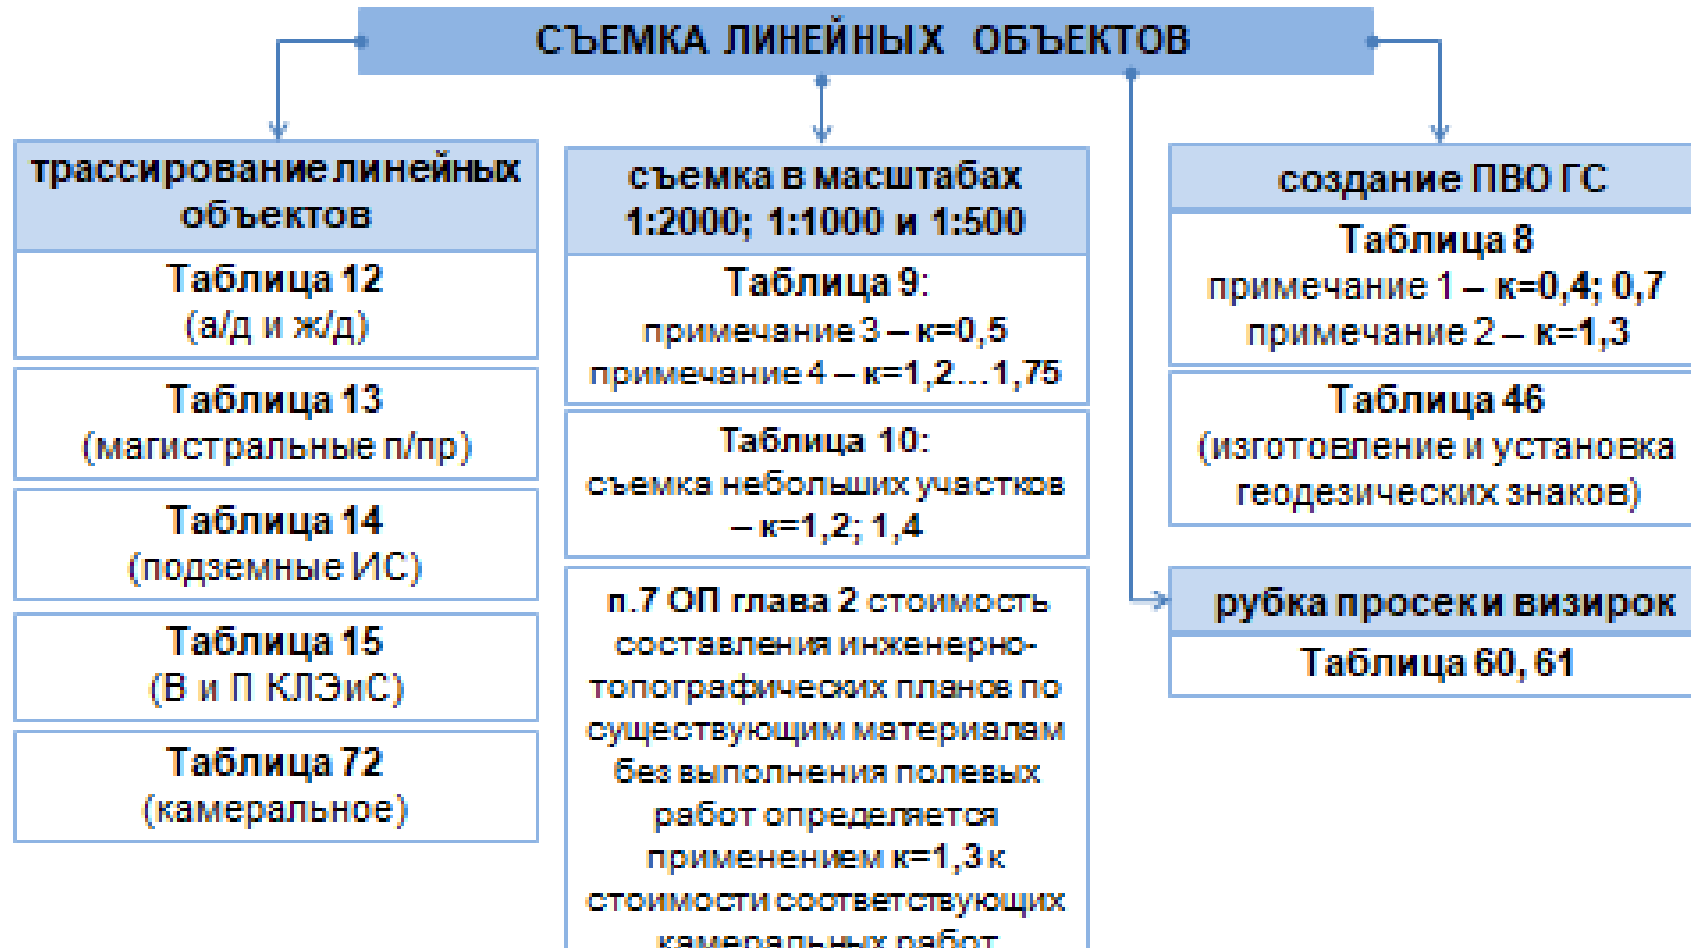 СЪЕМКА ЛИНЕЙНЫХ ОБЪЕКТОВ
трассирование линейных
объектов
Таблица 12
(а/д и ж/д)
Таблица 13
(магистральные п/пр)
Таблица 14
(подземные ИС)
Таблица 15
(В и П КЛЭиС)
Таблица 72
(камеральное)
съемка в масштабах
1:2000; 1:1000 и 1:500
Таблица 9:
примечание 3 – к=0,5
примечание 4 – к=1,2...1,75
Таблица 10:
съемка небольших участков
– к=1,2; 1,4
п.7 ОП глава 2 стоимость
составления инженерно-
топографических планов по
существующим материалам
без выполнения полевых
работ определяется
применением к=1,3 к
стоимости соответствующих
камеральных работ
создание ПВО ГС
Таблица 8
примечание 1 – к=0,4; 0,7
примечание 2 – к=1,3
Таблица 46
(изготовление и установка
геодезических знаков)
рубка просек и визирок
Таблица 60, 61